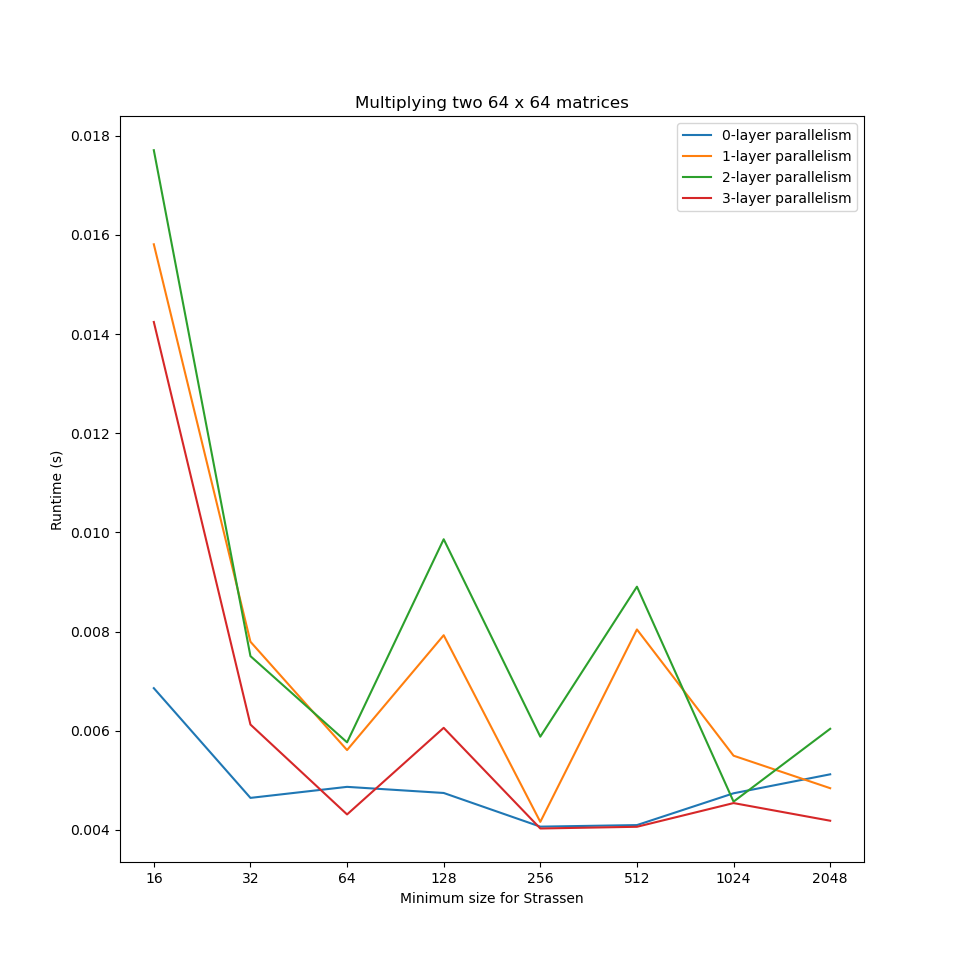 Multiplying two 64 x 64 matrices
0-layer parallelism
1-layer parallelism
2-layer parallelism
3-layer parallelism
0.018
0.016
0.014
0.012
0.010
0.008
0.006
0.004
Runtime (s)
16 32 64 128 256 512 1024 2048
Minimum size for Strassen